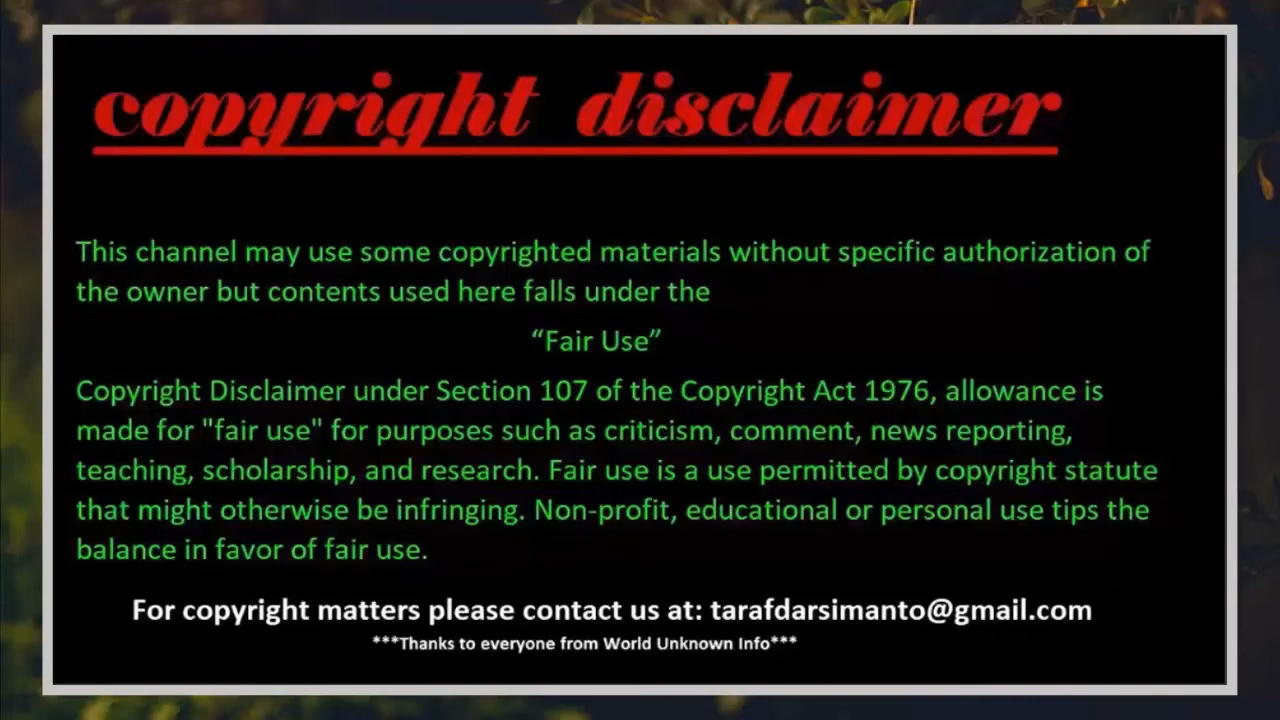 copyright disclaimer
This channel may use some copyrighted materials without specific authorization of
the owner but contents used here falls under the
“Fair Use”
Copyright Disclaimer under Section 107 of the Copyright Act 1976, allowance is
made for "fair use" for purposes such as criticism, comment, news reporting,
teaching, scholarship, and research. Fair use is a use permitted by copyright statute
that might otherwise be infringing. Non-profit, educational or personal use tips the
balance in favor of fair use.
For copyright matters please contact us at: tarafdarsimanto@gmail.com
***Thanks to everyone from World Unknown Info***